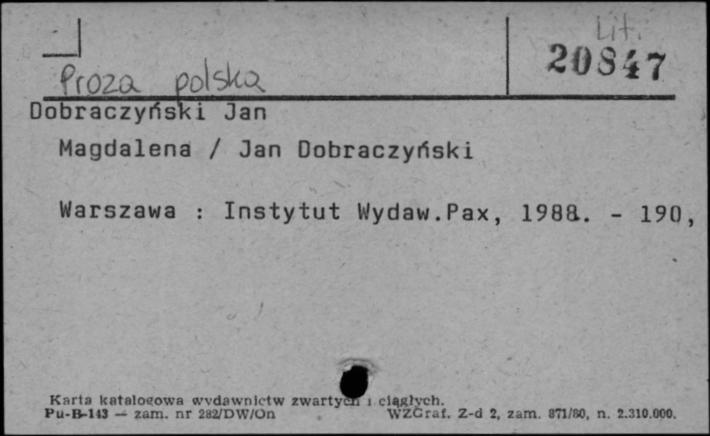 Lit.
20847
Proza polska
Dobraczyński Jan
Magdalena / Jan Dobraczyński
Warszawa : Instytut Wydaw.Pax, 1988. - 190,
Karta katalogowa wydawnictw zwartych i ciągłych.
Pu-B-143 — zam. nr 282/DW/On WZGraf. Z-d 2, zam. 871/80, n. 2.310.000.